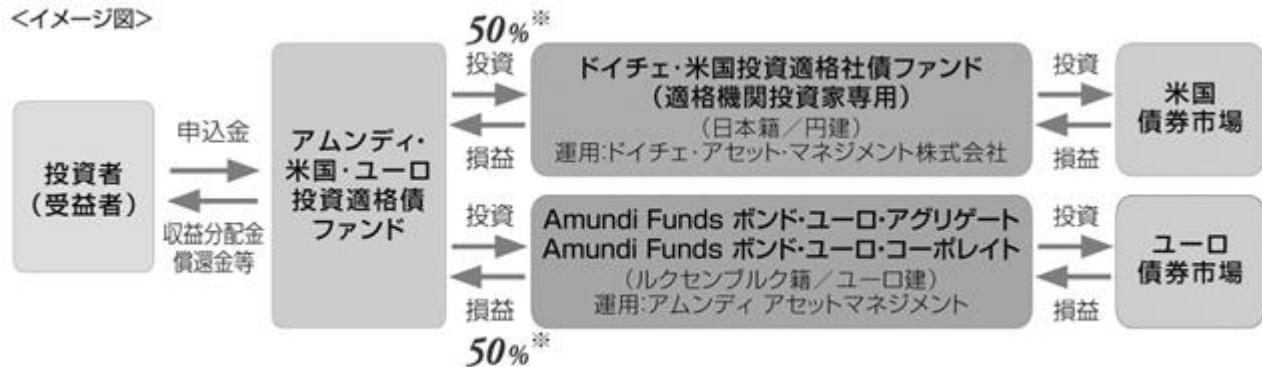 <イメージ図>
投資者
(受益者)
申込金
収益分配金
償還金等
アムンディ・
米国・ユーロ
投資適格債
ファンド
50%※
投資
損益
ドイチェ・米国投資適格社債ファンド
(適格機関投資家専用)
(日本籍/円建)
運用:ドイチェ・アセット・マネジメント株式会社
投資
損益
米国
債券市場
投資
損益
50%※
Amundi Funds ボンド・ユーロ・アグリゲート
Amundi Funds ボンド・ユーロ・コーポレイト
(ルクセンブルク籍/ユーロ建)
運用:アムンディ アセットマネジメント
投資
損益
ユーロ
債券市場